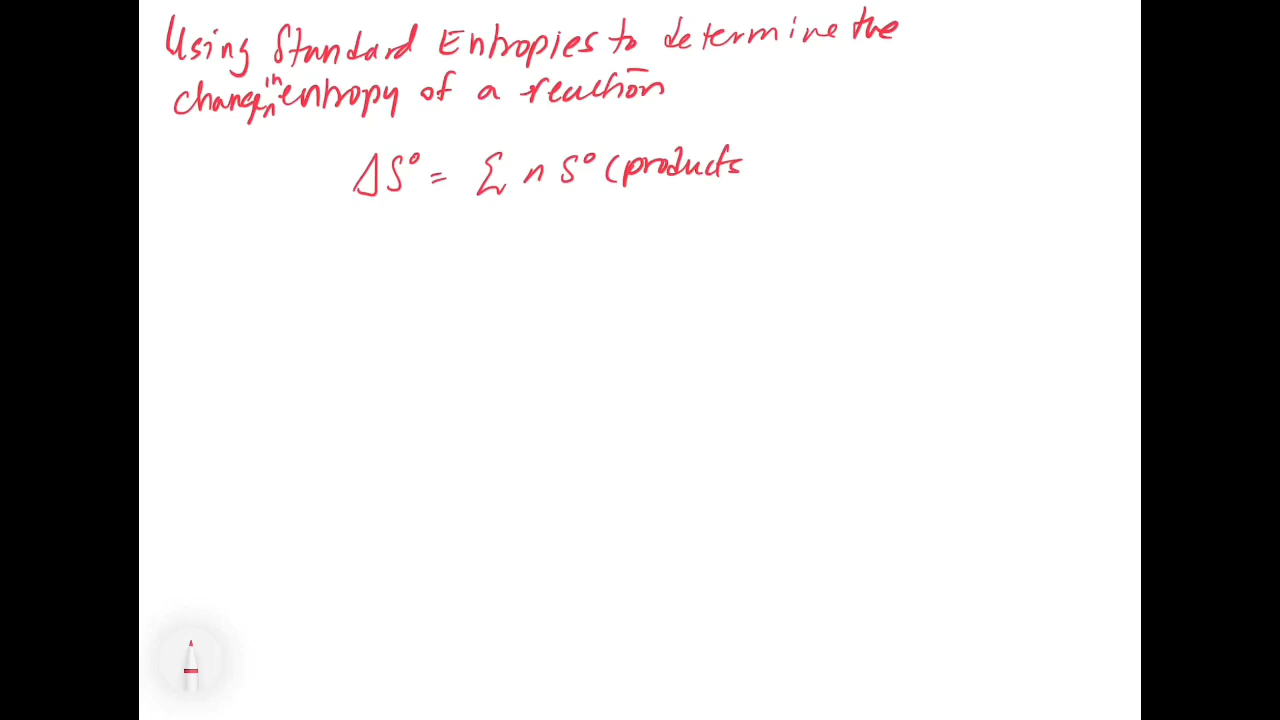 Using Standard Entropies to determine the
change in entropy of a reaction
ΔS° = Σ n S° (products